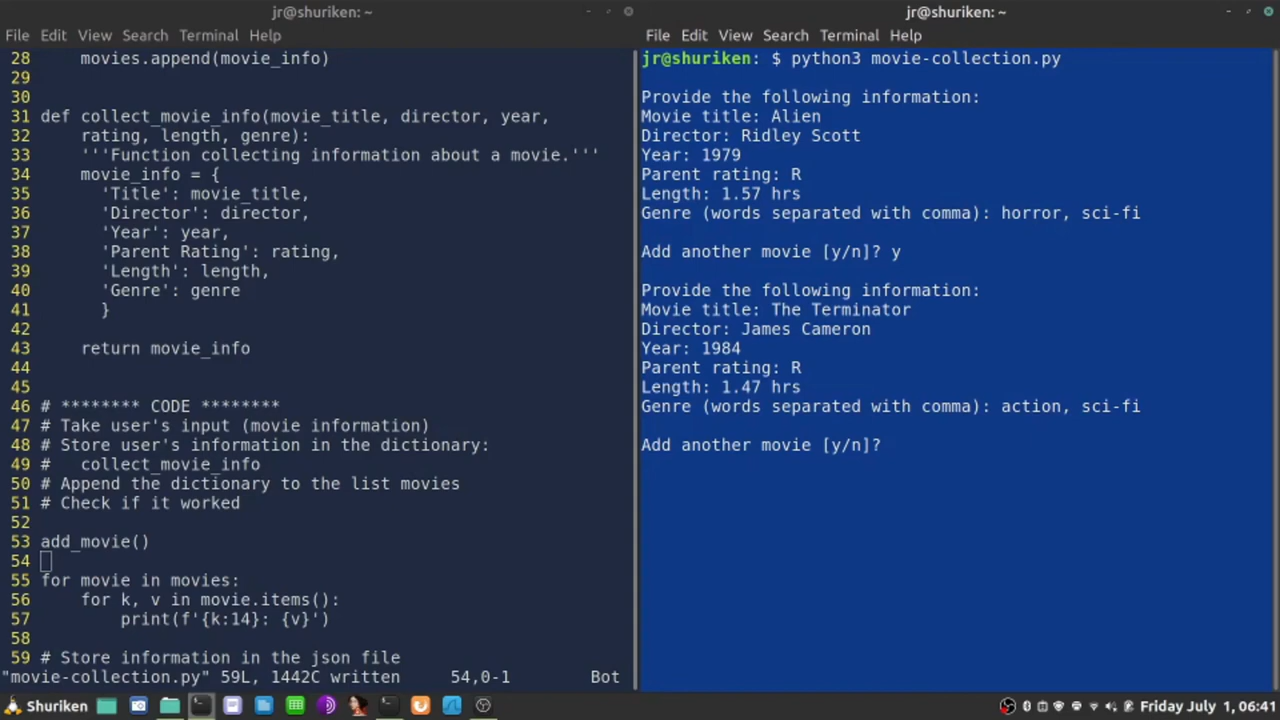 jr@shuriken: ~
File Edit View Search Terminal Help
28     movies.append(movie_info)
29
30
31 def collect_movie_info(movie_title, director, year,
32     rating, length, genre):
33     '''Function collecting information about a movie.'''
34     movie_info = {
35       'Title': movie_title,
36       'Director': director,
37       'Year': year,
38       'Parent Rating': rating,
39       'Length': length,
40       'Genre': genre
41       }
42
43     return movie_info
44
45
46 # ******** CODE ********
47 # Take user's input (movie information)
48 # Store user's information in the dictionary:
49 #   collect_movie_info
50 # Append the dictionary to the list movies
51 # Check if it worked
52
53 add_movie()
54
55 for movie in movies:
56     for k, v in movie.items():
57         print(f'{k:14}: {v}')
58
59 # Store information in the json file
"movie-collection.py" 59L, 1442C written     54,0-1        Bot
jr@shuriken: ~
File Edit View Search Terminal Help
jr@shuriken: $ python3 movie-collection.py

Provide the following information:
Movie title: Alien
Director: Ridley Scott
Year: 1979
Parent rating: R
Length: 1.57 hrs
Genre (words separated with comma): horror, sci-fi

Add another movie [y/n]? y

Provide the following information:
Movie title: The Terminator
Director: James Cameron
Year: 1984
Parent rating: R
Length: 1.47 hrs
Genre (words separated with comma): action, sci-fi

Add another movie [y/n]?
Shuriken
Friday July 1, 06:41